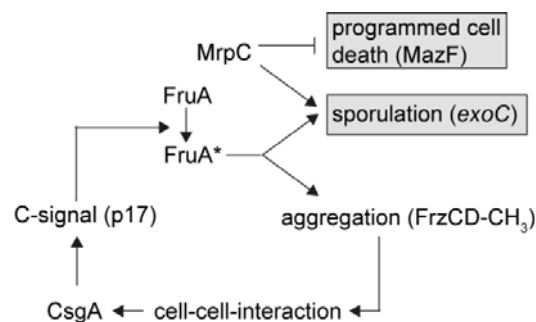 programmed cell
death (MazF)
MrpC
FruA
sporulation (exoC)
FruA*
C-signal (p17)
aggregation (FrzCD-CH₃)
CsgA
cell-cell-interaction